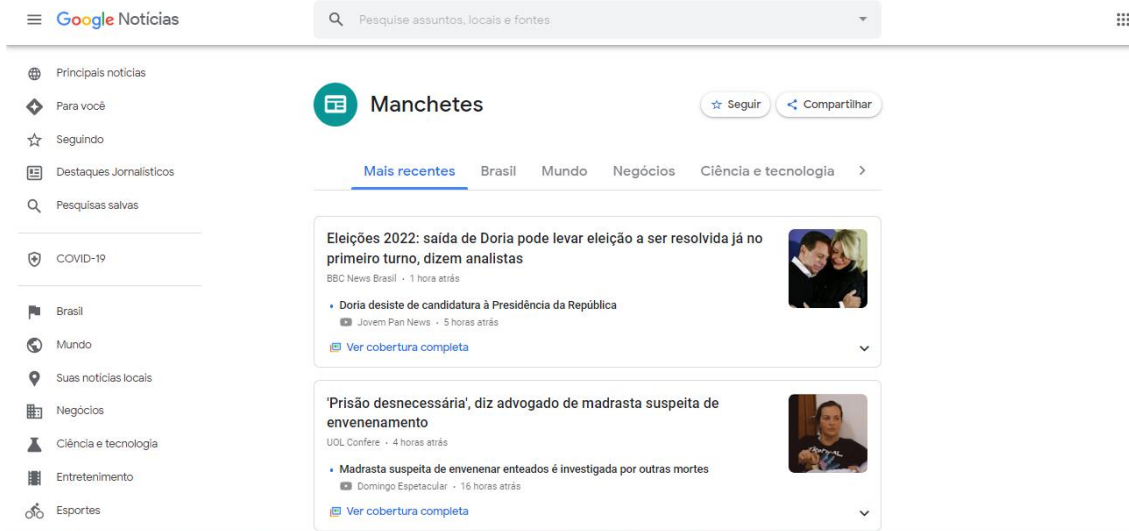 Google Notícias
Pesquise assuntos, locais e fontes
Principais notícias
Para você
Seguindo
Destaques Jornalísticos
Pesquisas salvas
COVID-19
Brasil
Mundo
Suas notícias locais
Negócios
Ciência e tecnologia
Entretenimento
Esportes
Manchetes
Seguir
Compartilhar
Mais recentes Brasil Mundo Negócios Ciência e tecnologia
Eleições 2022: saída de Doria pode levar eleição a ser resolvida já no
primeiro turno, dizem analistas
BBC News Brasil • 1 hora atrás
Doria desiste de candidatura à Presidência da República
Jovem Pan News • 5 horas atrás
Ver cobertura completa
'Prisão desnecessária', diz advogado de madrasta suspeita de
envenenamento
UOL Confere • 4 horas atrás
Madrasta suspeita de envenenar enteados é investigada por outras mortes
Domingo Espetacular • 16 horas atrás
Ver cobertura completa